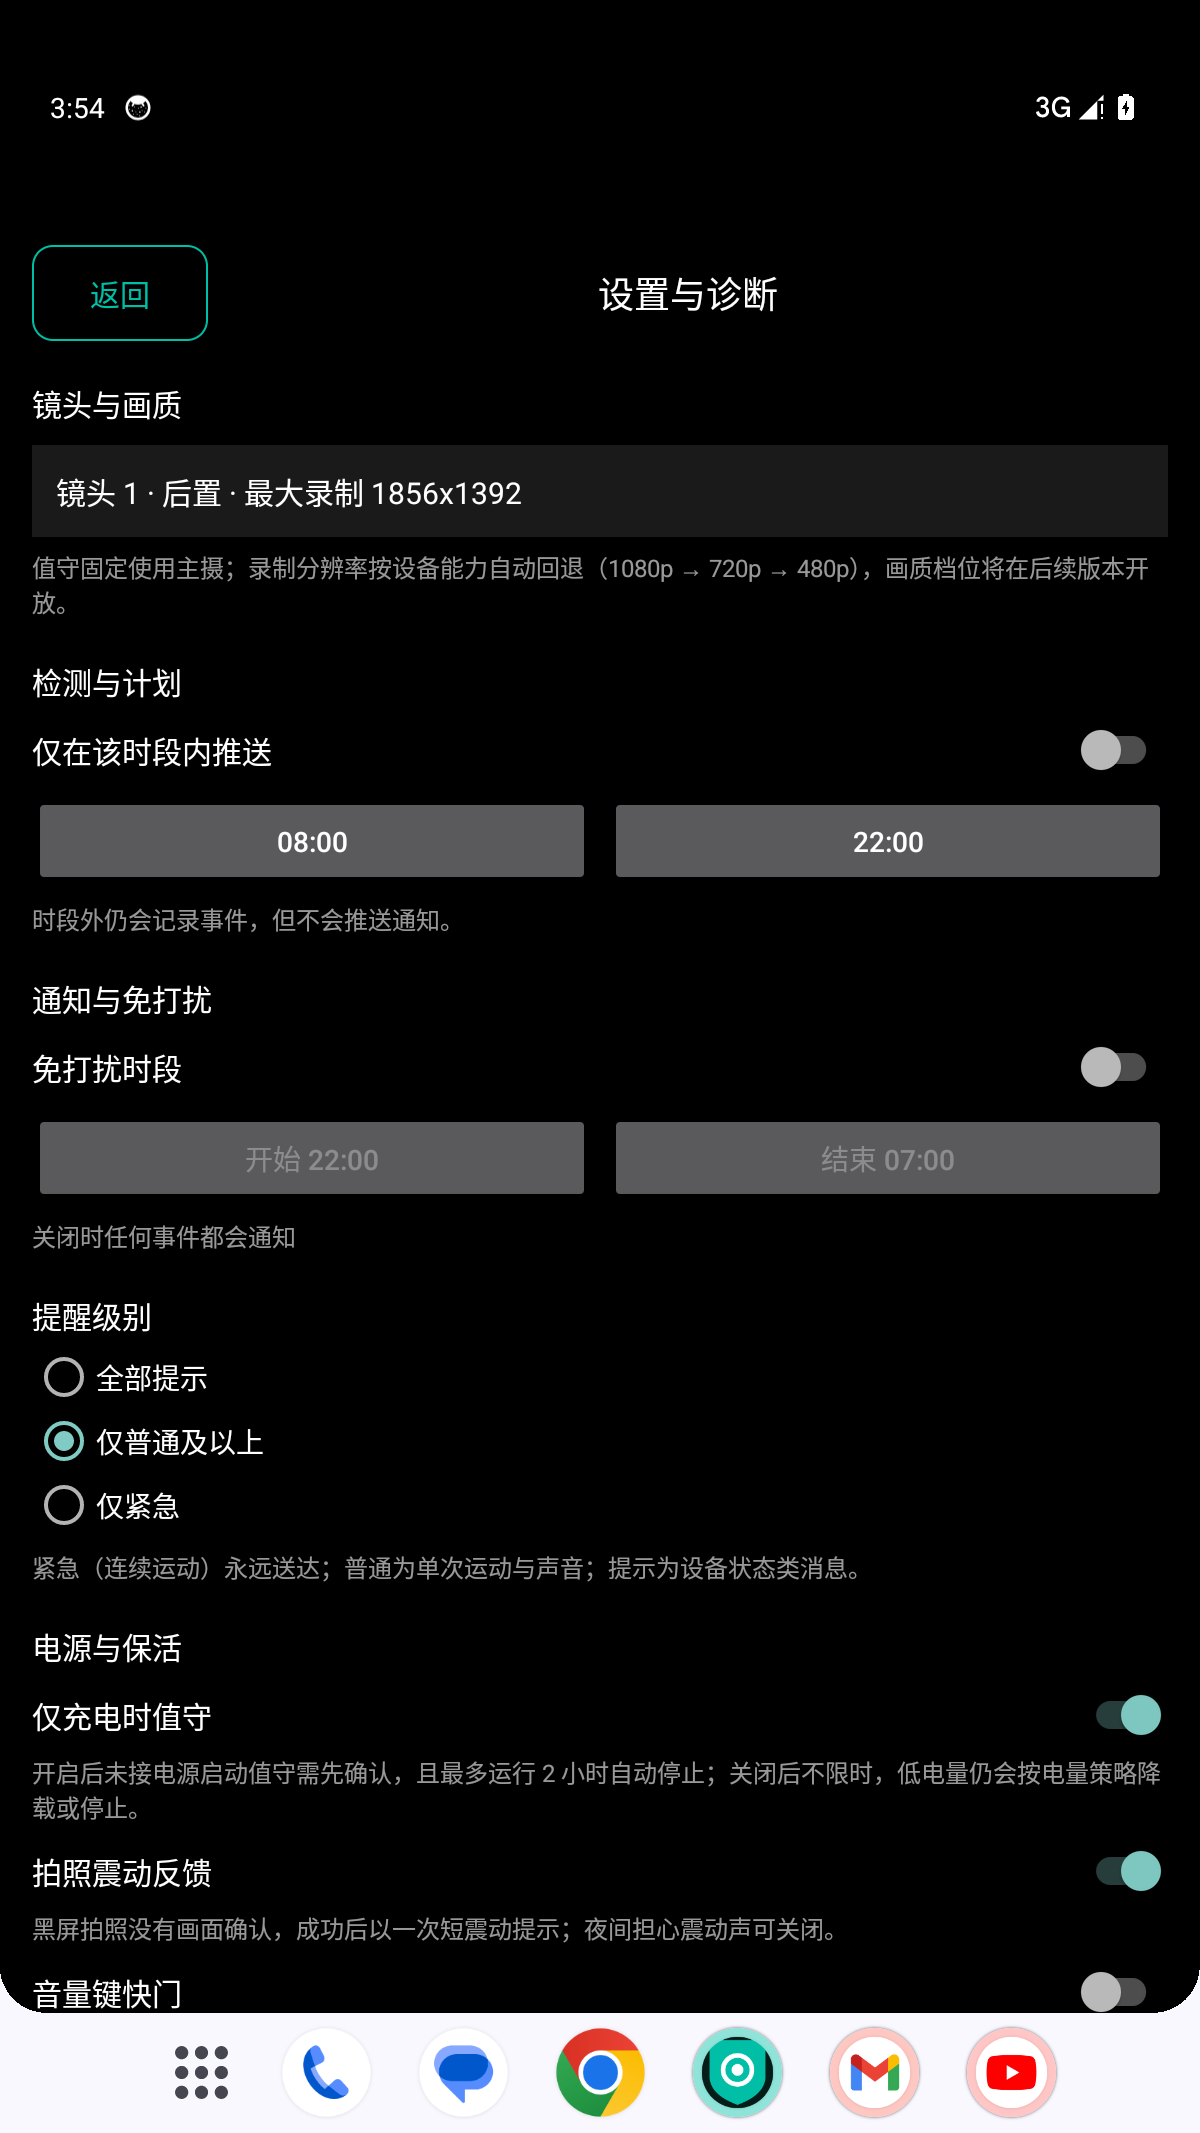 3:54
3G
返回
设置与诊断
镜头与画质
镜头 1 · 后置 · 最大录制 1856x1392
值守固定使用主摄；录制分辨率按设备能力自动回退（1080p → 720p → 480p），画质档位将在后续版本开
放。
检测与计划
仅在该时段内推送
08:00
22:00
时段外仍会记录事件，但不会推送通知。
通知与免打扰
免打扰时段
开始 22:00
结束 07:00
关闭时任何事件都会通知
提醒级别
全部提示
仅普通及以上
仅紧急
紧急（连续运动）永远送达；普通为单次运动与声音；提示为设备状态类消息。
电源与保活
仅充电时值守
开启后未接电源启动值守需先确认，且最多运行 2 小时自动停止；关闭后不限时，低电量仍会按电量策略降
载或停止。
拍照震动反馈
黑屏拍照没有画面确认，成功后以一次短震动提示；夜间担心震动声可关闭。
音量键快门